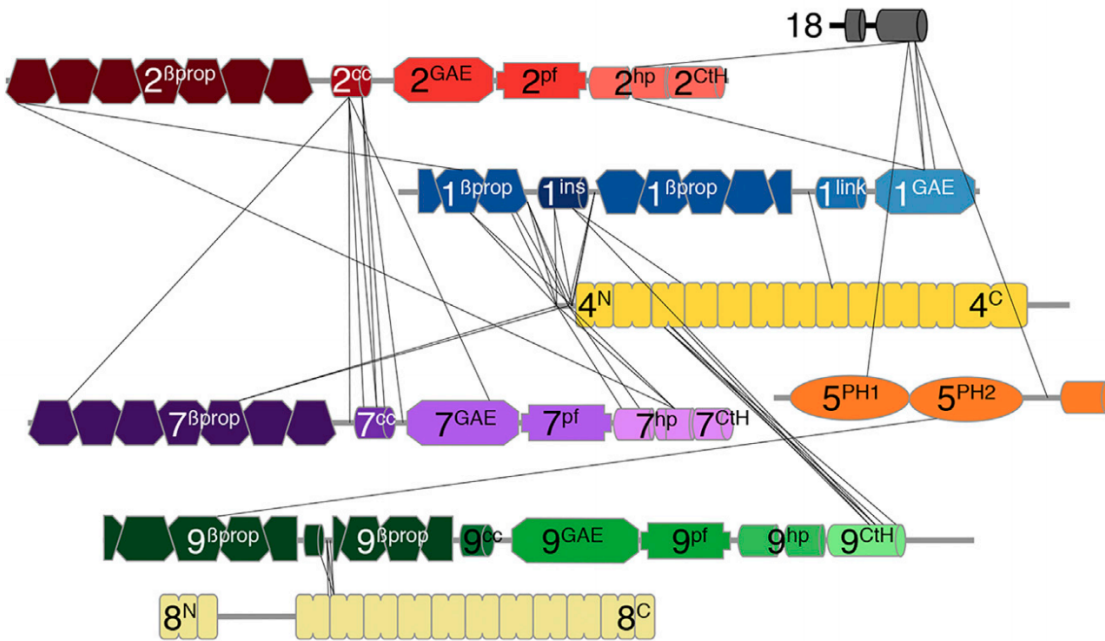 18
2βprop 2cc 2GAE 2pf 2hp 2CtH
1βprop 1ins 1βprop 1link 1GAE
4N 4C
5PH1 5PH2
7βprop 7cc 7GAE 7pf 7hp 7CtH
9βprop 9βprop 9cc 9GAE 9pf 9hp 9CtH
8N 8C